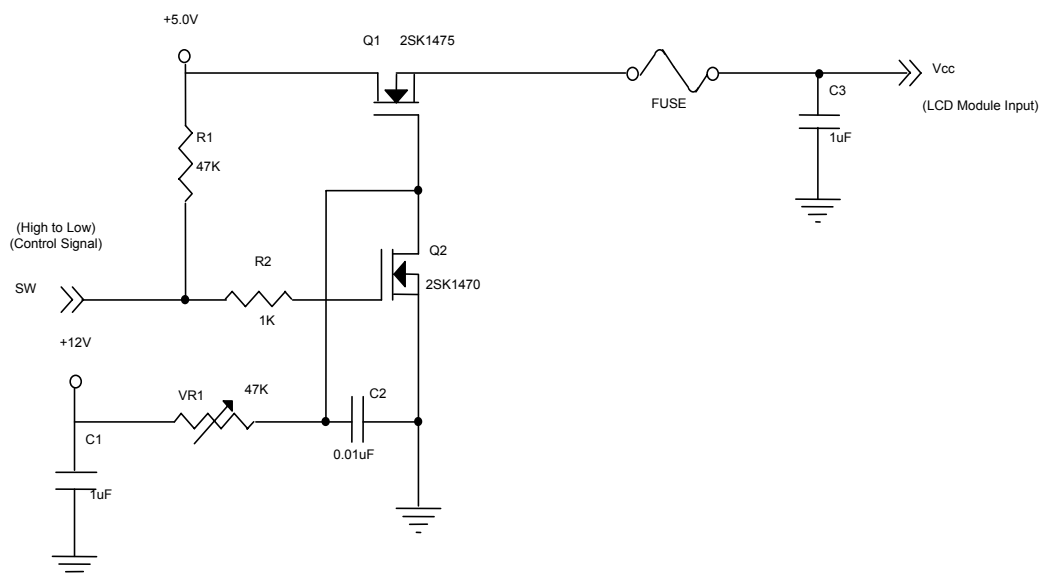 +5.0V
Q1 2SK1475
Vcc
C3
FUSE
(LCD Module Input)
R1
1uF
47K
(High to Low)
(Control Signal)
Q2
R2
2SK1470
SW
1K
+12V
VR1
47K
C2
C1
0.01uF
1uF